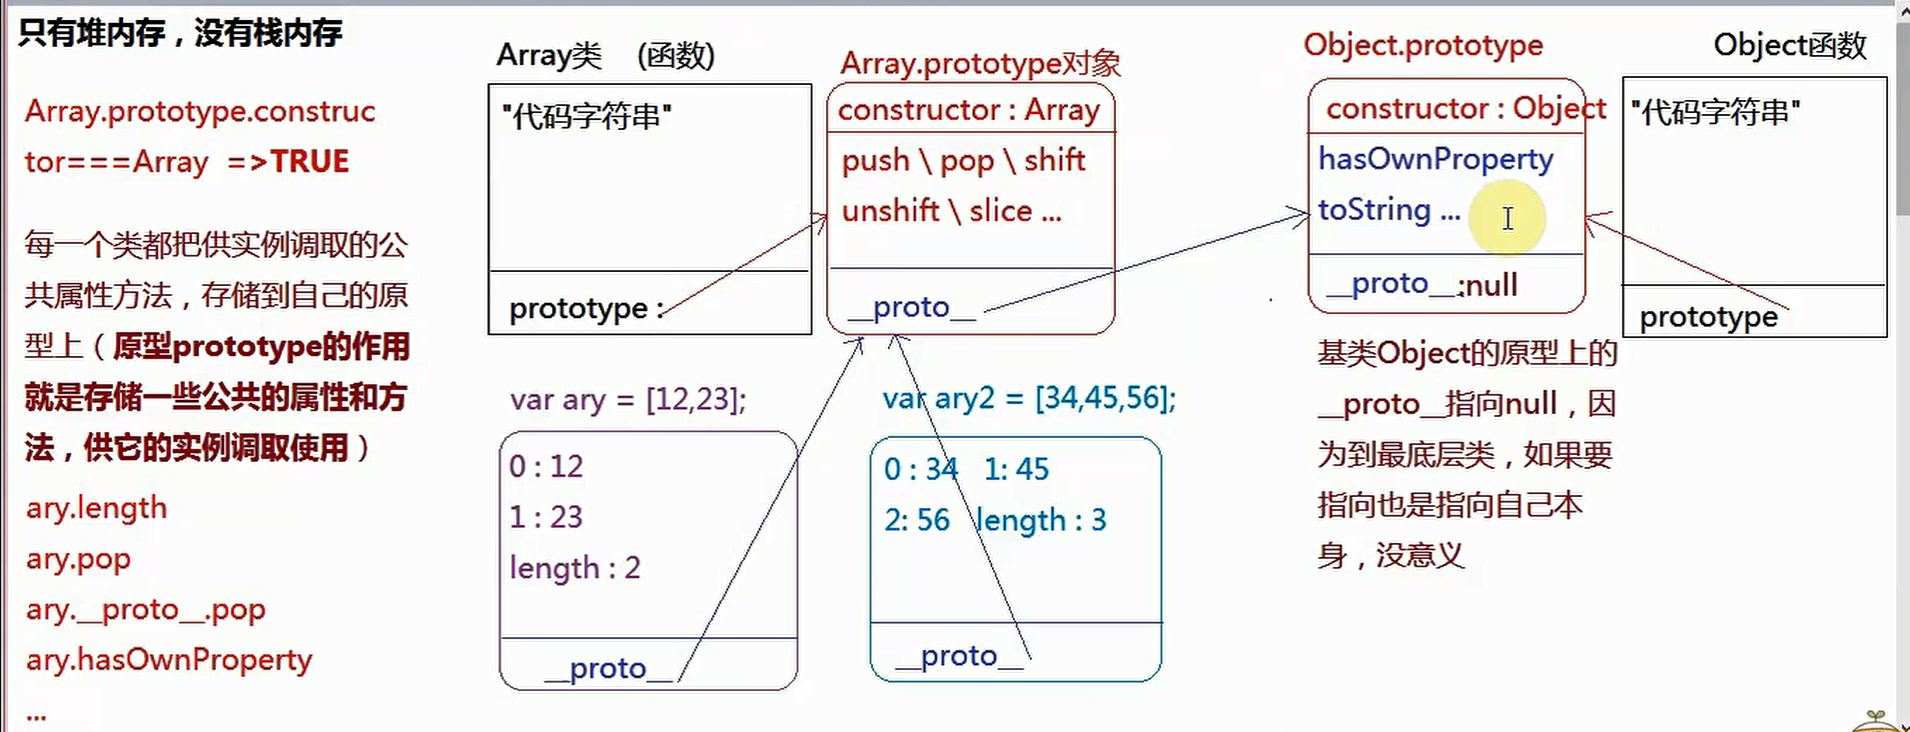 只有堆内存，没有栈内存
Array.prototype.construc
tor===Array =>TRUE
每一个类都把供实例调取的公
共属性方法，存储到自己的原
型上（原型prototype的作用
就是存储一些公共的属性和方
法，供它的实例调取使用）
ary.length
ary.pop
ary.__proto__.pop
ary.hasOwnProperty
...
Array类 (函数)
"代码字符串"
prototype :
Array.prototype对象
constructor : Array
push \ pop \ shift
unshift \ slice ...
__proto__
var ary = [12,23];
0 : 12
1 : 23
length : 2
__proto__
var ary2 = [34,45,56];
0 : 34 1: 45
2: 56 length : 3
__proto__
Object.prototype
constructor : Object
hasOwnProperty
toString ...
__proto__:null
基类Object的原型上的
__proto__指向null，因
为到最底层类，如果要
指向也是指向自己本
身，没意义
Object函数
"代码字符串"
prototype